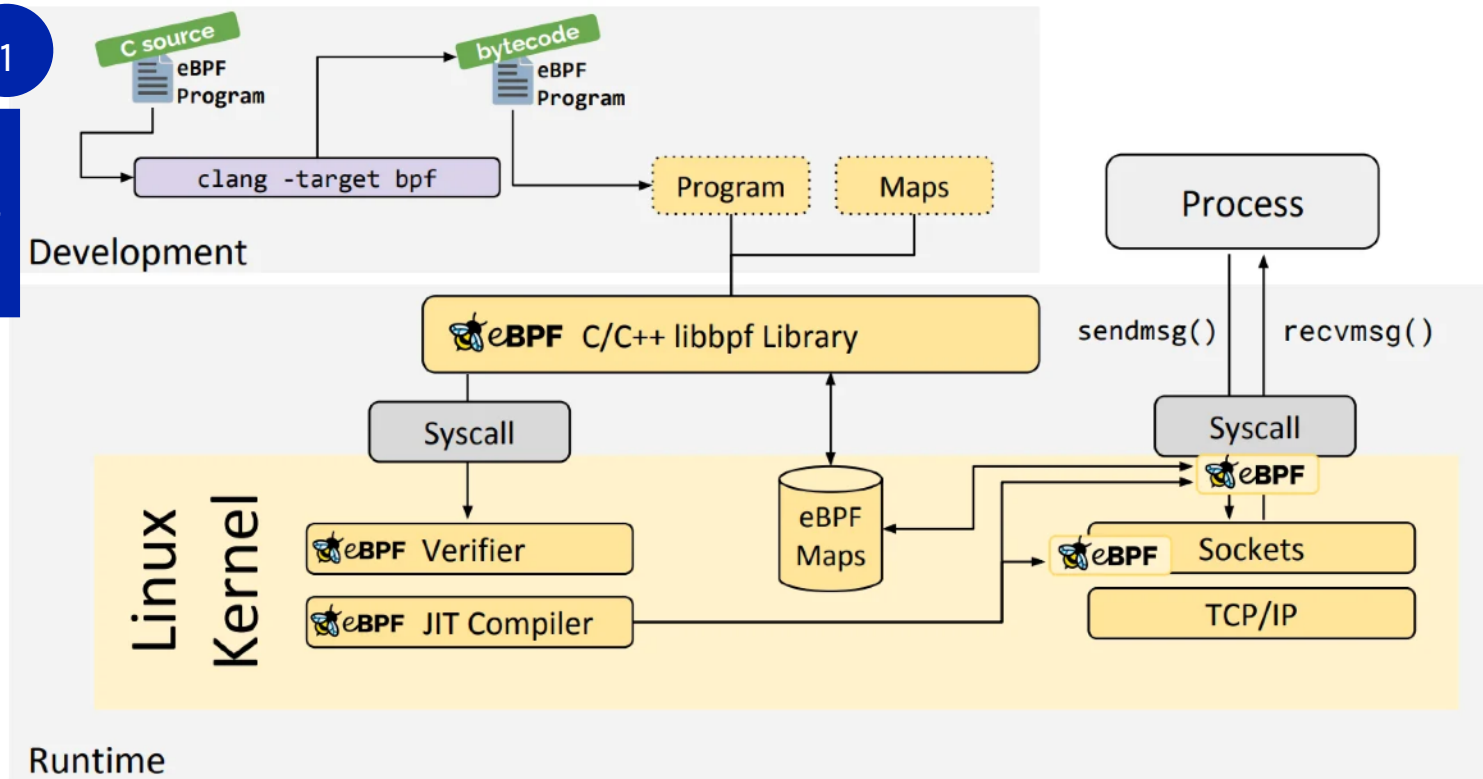 1
C source
eBPF
Program
bytecode
eBPF
Program
clang -target bpf
Program
Maps
Process
Development
eBPF C/C++ libbpf Library
sendmsg()
recvmsg()
Syscall
Syscall
eBPF
Linux
Kernel
eBPF Verifier
eBPF
Maps
eBPF
Sockets
eBPF JIT Compiler
TCP/IP
Runtime